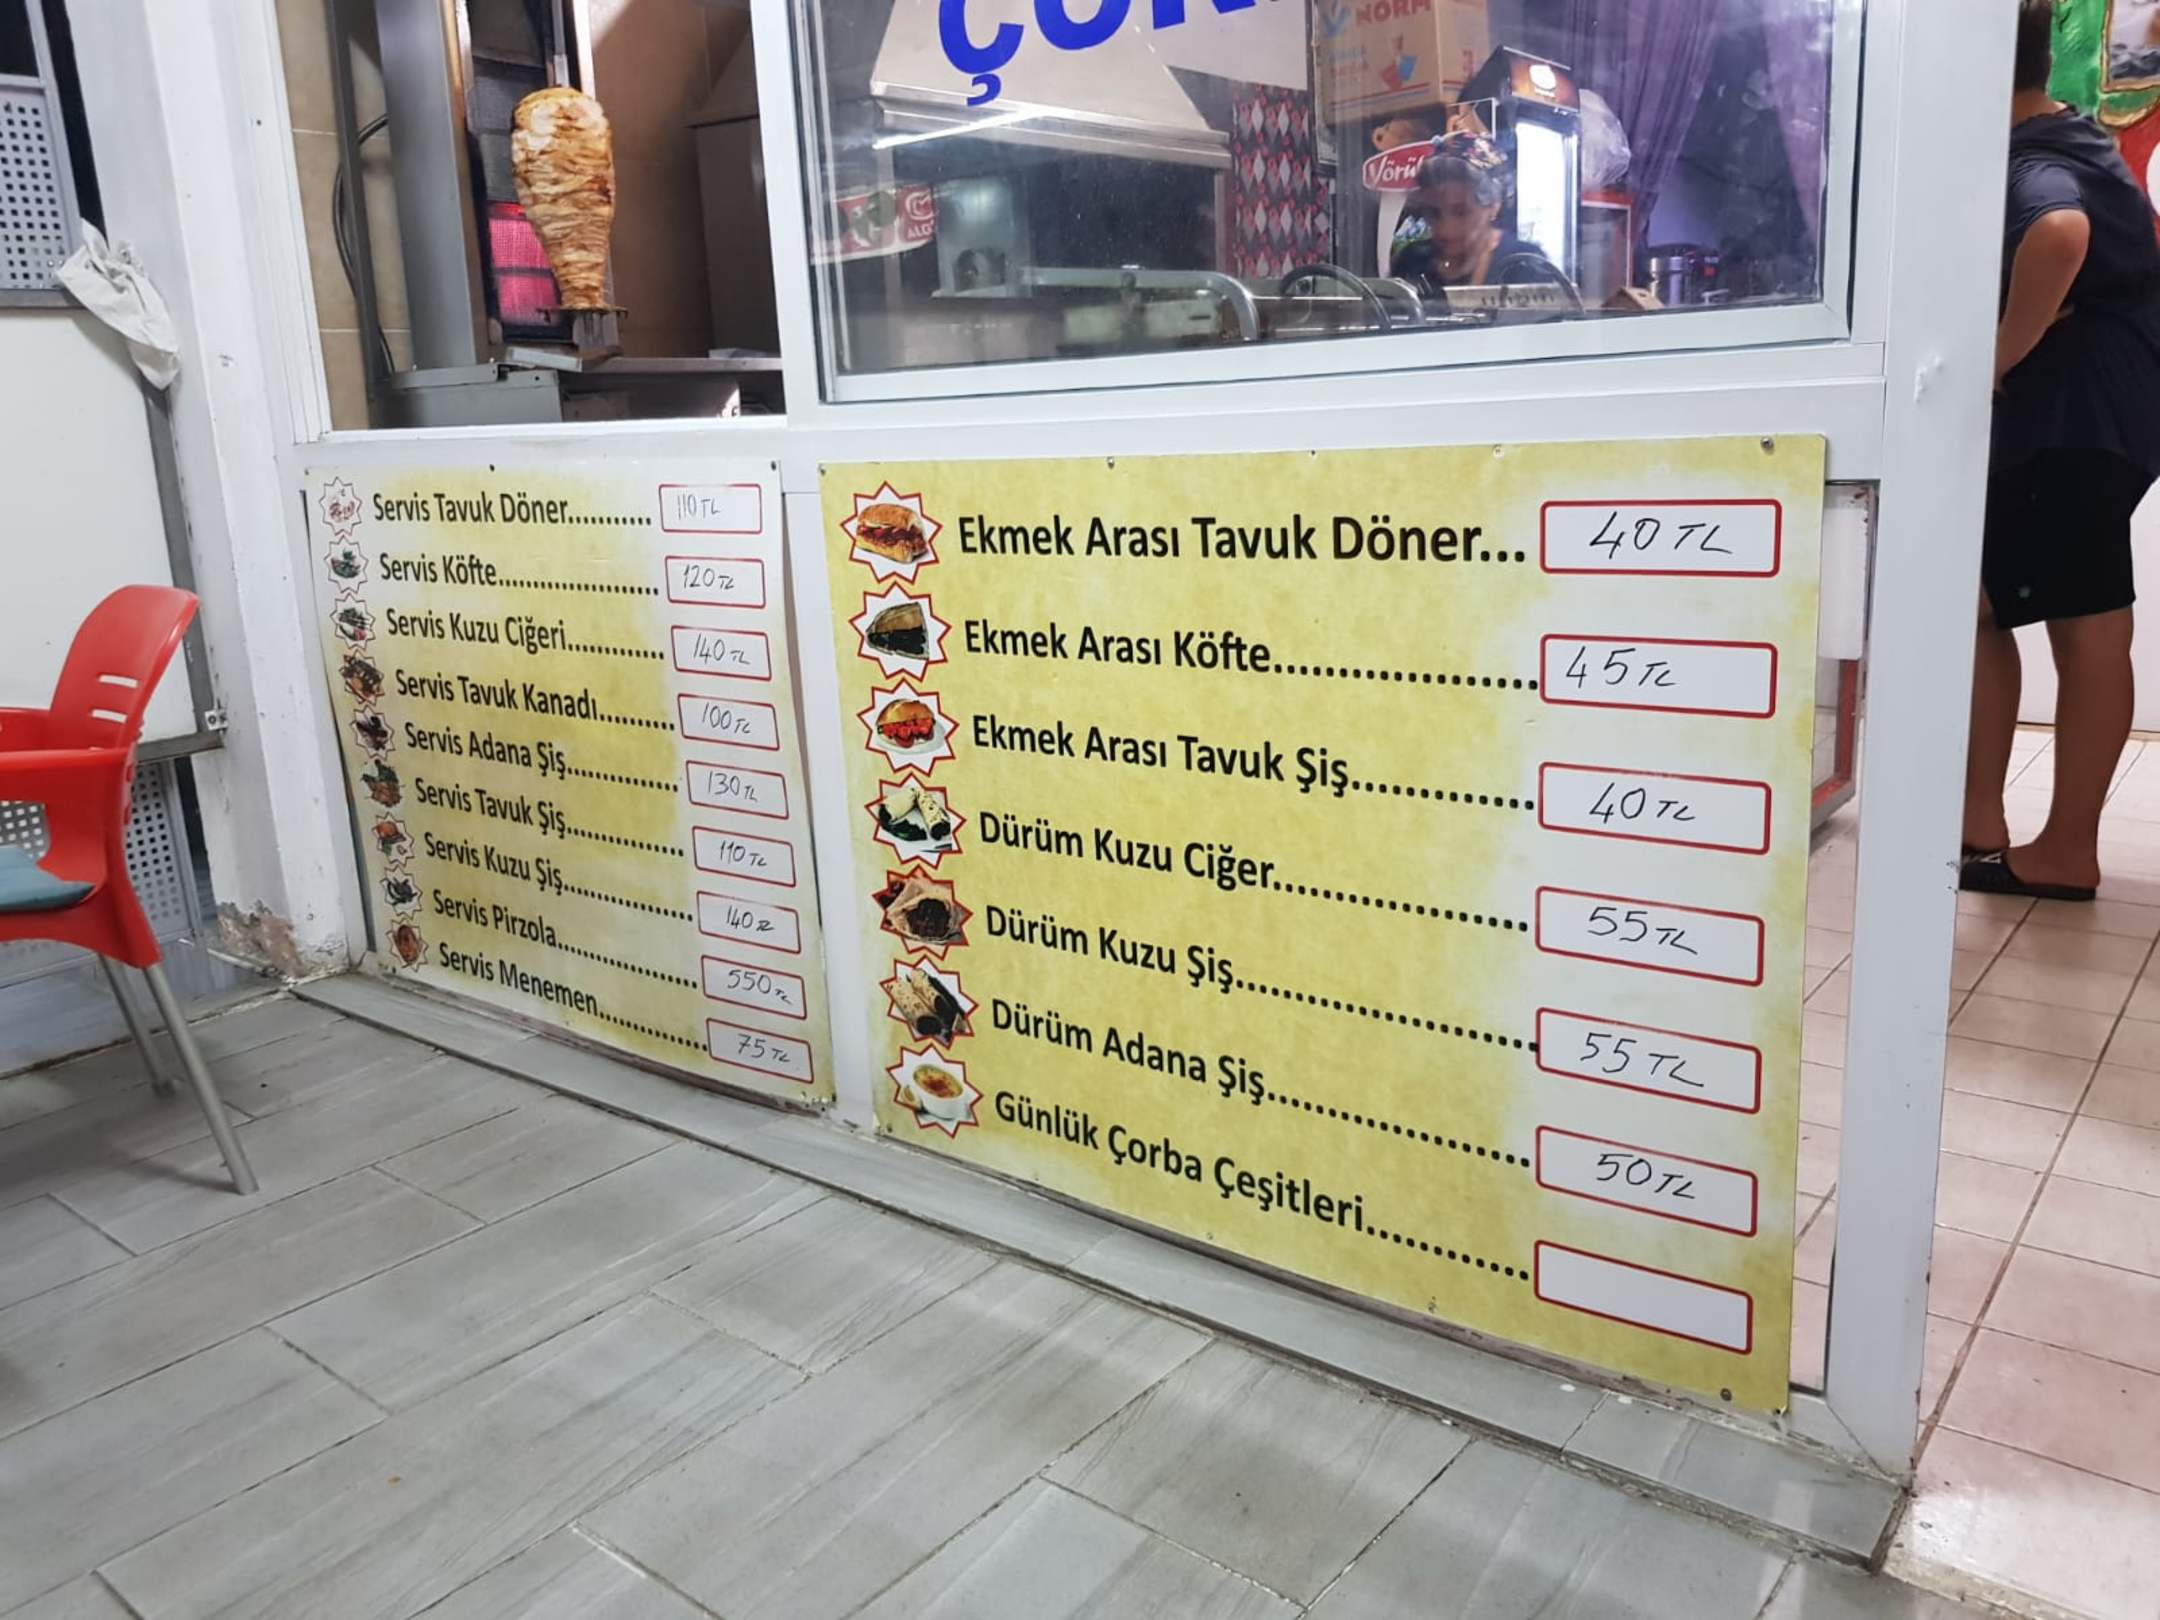 NORM
Yörü
Servis Tavuk Döner........... 110 TL
Servis Köfte..................... 120 TL
Servis Kuzu Ciğeri............. 140 TL
Servis Tavuk Kanadı.......... 100 TL
Servis Adana Şiş............... 130 TL
Servis Tavuk Şiş................ 110 TL
Servis Kuzu Şiş................. 140 TL
Servis Pirzola................... 550 TL
Servis Menemen............... 75 TL
Ekmek Arası Tavuk Döner... 40 TL
Ekmek Arası Köfte.................... 45 TL
Ekmek Arası Tavuk Şiş.............. 40 TL
Dürüm Kuzu Ciğer.................... 55 TL
Dürüm Kuzu Şiş........................ 55 TL
Dürüm Adana Şiş..................... 50 TL
Günlük Çorba Çeşitleri............